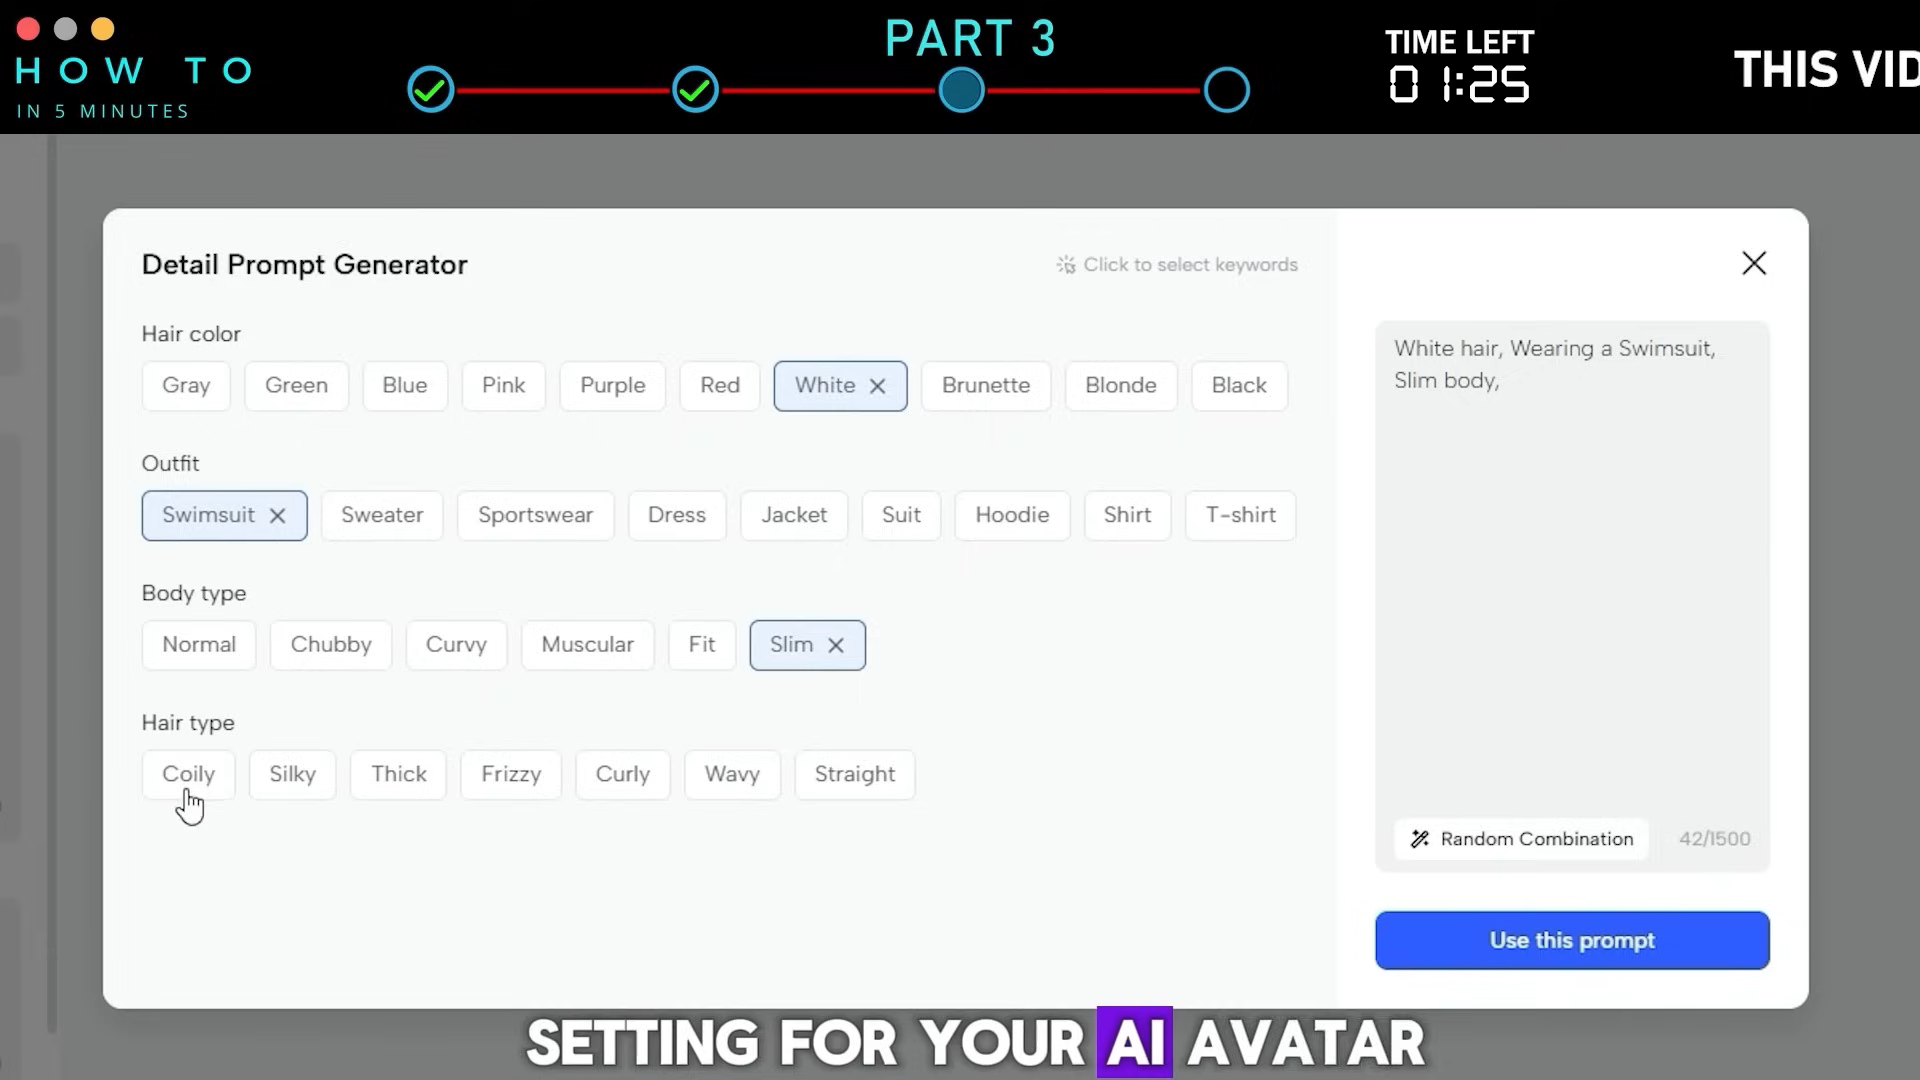 HOW TO
IN 5 MINUTES
PART 3
TIME LEFT
01:25
THIS VID
Detail Prompt Generator
Click to select keywords
Hair color
Gray Green Blue Pink Purple Red White Brunette Blonde Black
Outfit
Swimsuit Sweater Sportswear Dress Jacket Suit Hoodie Shirt T-shirt
Body type
Normal Chubby Curvy Muscular Fit Slim
Hair type
Coily Silky Thick Frizzy Curly Wavy Straight
White hair, Wearing a Swimsuit,
Slim body,
Random Combination 42/1500
Use this prompt
SETTING FOR YOUR AI AVATAR